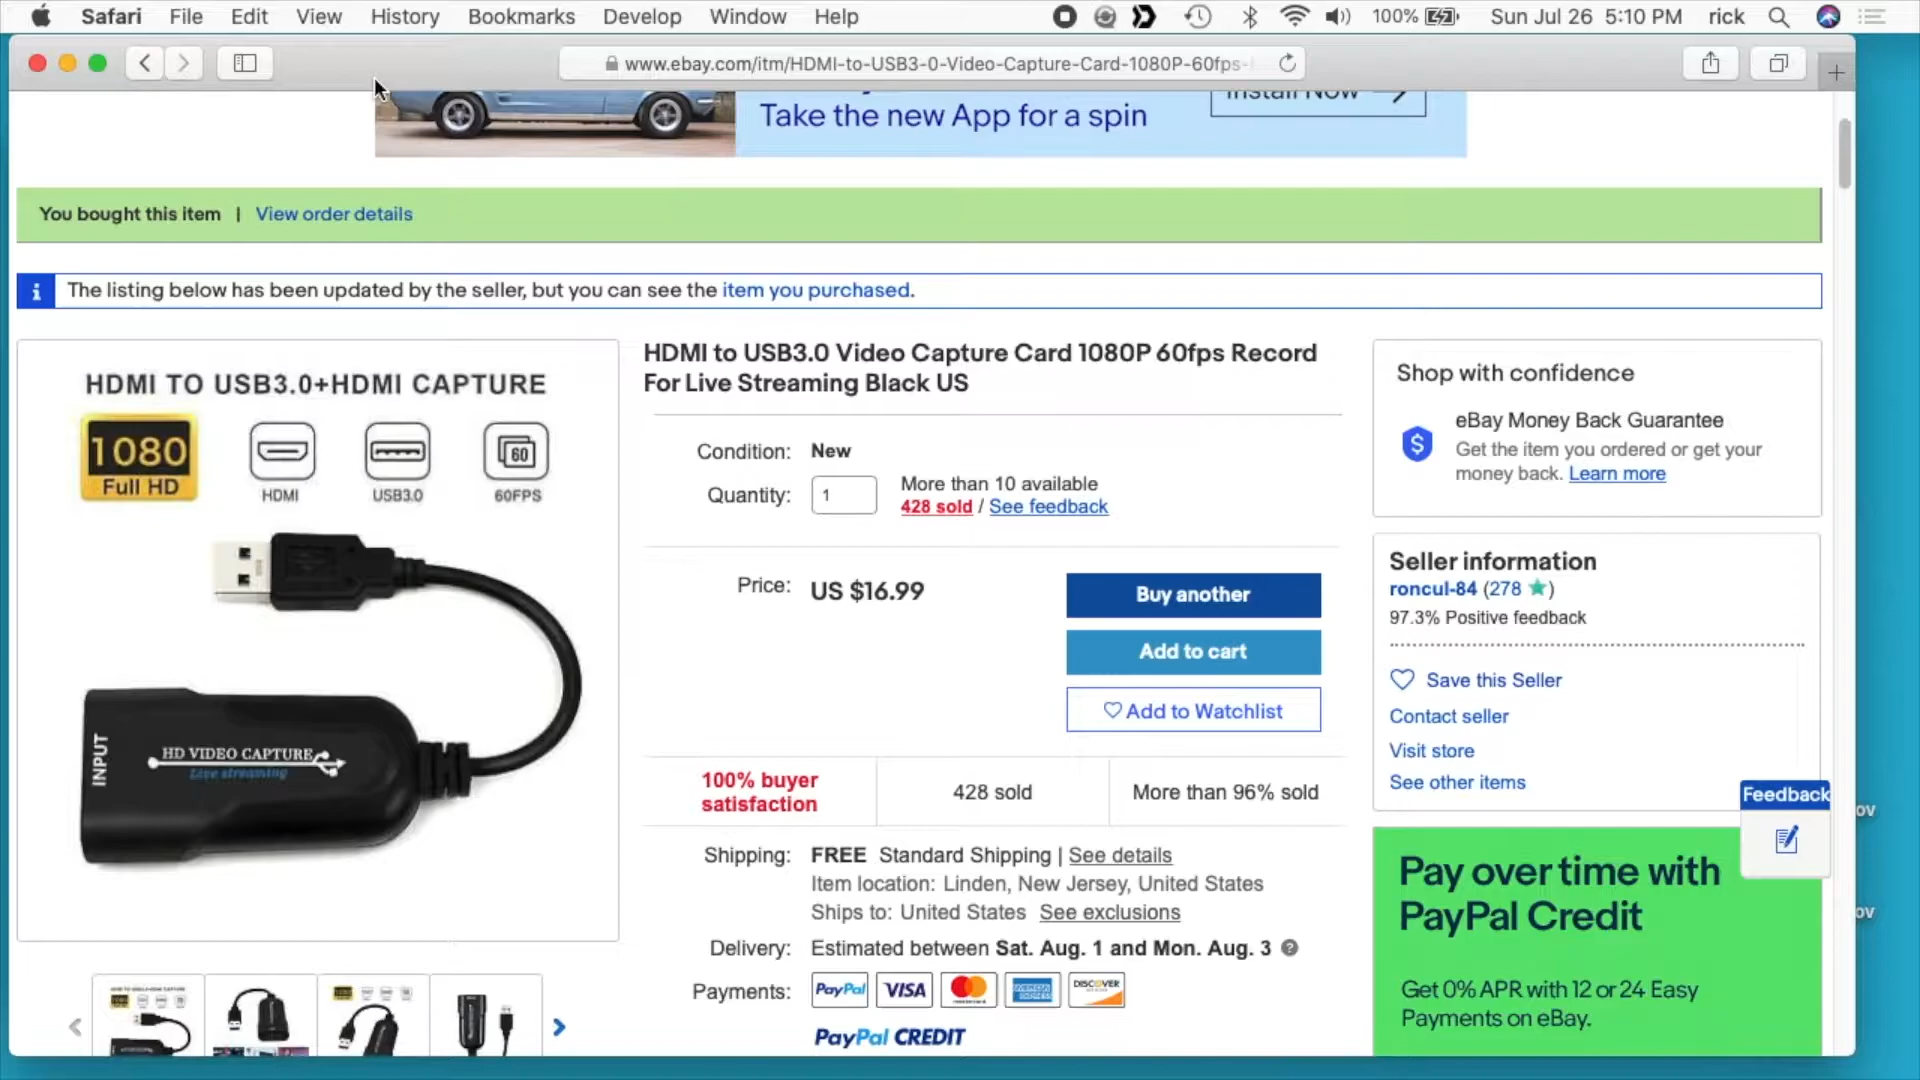 Safari File Edit View History Bookmarks Develop Window Help 100% Sun Jul 26 5:10 PM rick
www.ebay.com/itm/HDMI-to-USB3-0-Video-Capture-Card-1080P-60fps-
Take the new App for a spin
Install Now
You bought this item | View order details
The listing below has been updated by the seller, but you can see the item you purchased.
HDMI TO USB3.0+HDMI CAPTURE
1080
Full HD
HDMI
USB3.0
60
60FPS
INPUT
HD VIDEO CAPTURE
Live streaming
HDMI to USB3.0 Video Capture Card 1080P 60fps Record
For Live Streaming Black US
Condition: New
Quantity: 1
More than 10 available
428 sold / See feedback
Price: US $16.99
Buy another
Add to cart
Add to Watchlist
100% buyer
satisfaction
428 sold
More than 96% sold
Shipping: FREE Standard Shipping | See details
Item location: Linden, New Jersey, United States
Ships to: United States See exclusions
Delivery: Estimated between Sat. Aug. 1 and Mon. Aug. 3
Payments: PayPal VISA DISCOVER
PayPal CREDIT
Shop with confidence
eBay Money Back Guarantee
Get the item you ordered or get your
money back. Learn more
Seller information
roncul-84 (278)
97.3% Positive feedback
Save this Seller
Contact seller
Visit store
See other items
Feedback
Pay over time with
PayPal Credit
Get 0% APR with 12 or 24 Easy
Payments on eBay.
ov
ov